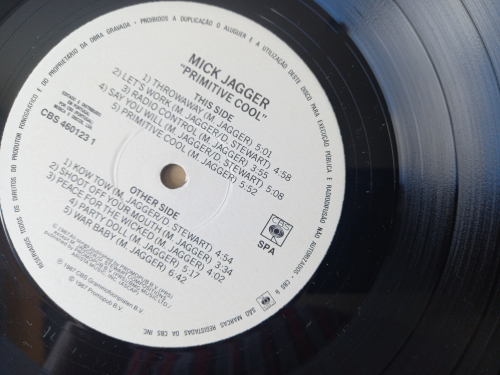 RESERVADOS TODOS OS DIREITOS DO PRODUTOR FONOGRÁFICO E DO PROPRIETÁRIO DA OBRA GRAVADA • PROIBIDOS A DUPLICAÇÃO O ALUGUER E A UTILIZAÇÃO DESTE DISCO PARA EXECUÇÃO PÚBLICA E RADIODIFUSÃO NÃO AUTORIZADOS • CBS &
SÃO MARCAS REGISTADAS DA CBS INC.
MICK JAGGER
"PRIMITIVE COOL"
THIS SIDE
1) THROWAWAY (M. JAGGER) 5:01
2) LET'S WORK (M. JAGGER/D. STEWART) 4:58
3) RADIO CONTROL (M. JAGGER) 3:55
4) SAY YOU WILL (M. JAGGER/D. STEWART) 5:08
5) PRIMITIVE COOL (M. JAGGER) 5:52
CBS 460123 1
CBS
SPA
OTHER SIDE
1) KOW TOW (M. JAGGER/D. STEWART) 4:54
2) SHOOT OFF YOUR MOUTH (M. JAGGER) 3:34
3) PEACE FOR THE WICKED (M. JAGGER) 4:02
4) PARTY DOLL (M. JAGGER) 5:17
5) WAR BABY (M. JAGGER) 6:42
℗ 1987 CBS Grammofoonplaten B.V.
© 1987 Promopub B.V.